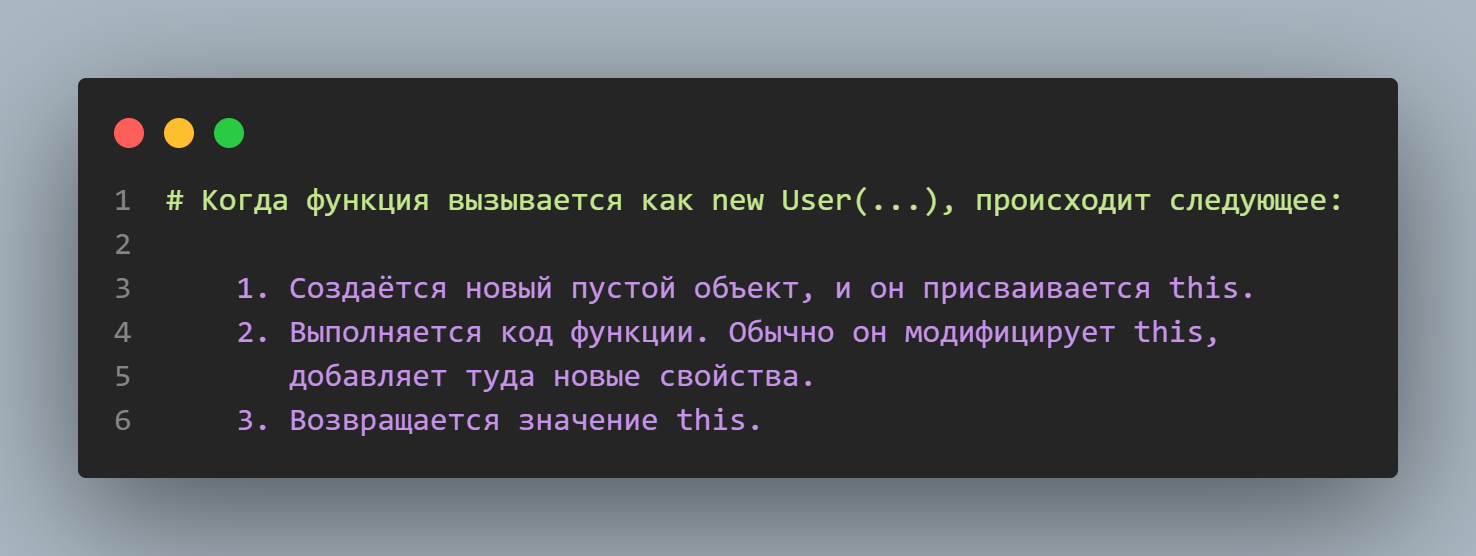 1 # Когда функция вызывается как new User(...), происходит следующее:
2
3 1. Создаётся новый пустой объект, и он присваивается this.
4 2. Выполняется код функции. Обычно он модифицирует this,
5 добавляет туда новые свойства.
6 3. Возвращается значение this.